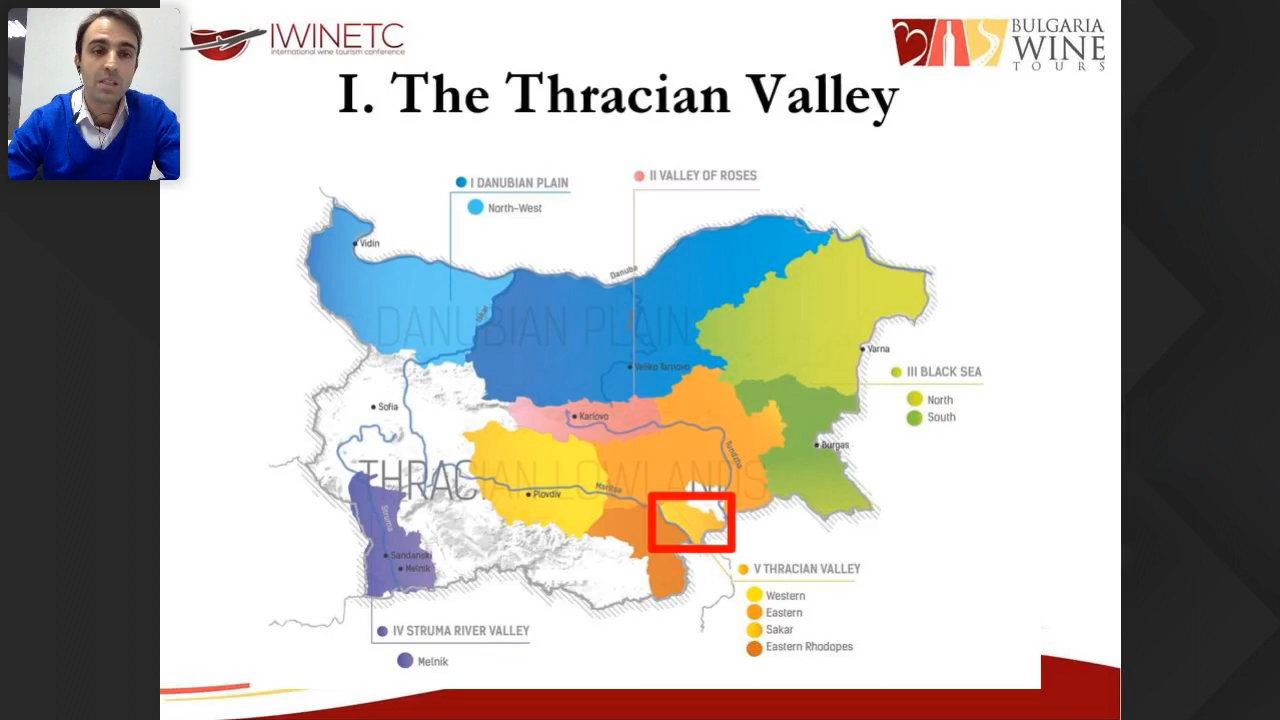 IWINETC
international wine tourism conference
BULGARIA
WINE
TOURS
I. The Thracian Valley
I DANUBIAN PLAIN
North-West
II VALLEY OF ROSES
Vidin
Danube
Iskar
DANUBIAN PLAIN
Varna
Veliko Tarnovo
III BLACK SEA
North
South
Sofia
Karlovo
Burgas
Tundzha
THRACIAN LOWLANDS
Maritsa
Plovdiv
Struma
Sandanski
Melnik
V THRACIAN VALLEY
Western
Eastern
Sakar
Eastern Rhodopes
IV STRUMA RIVER VALLEY
Melnik